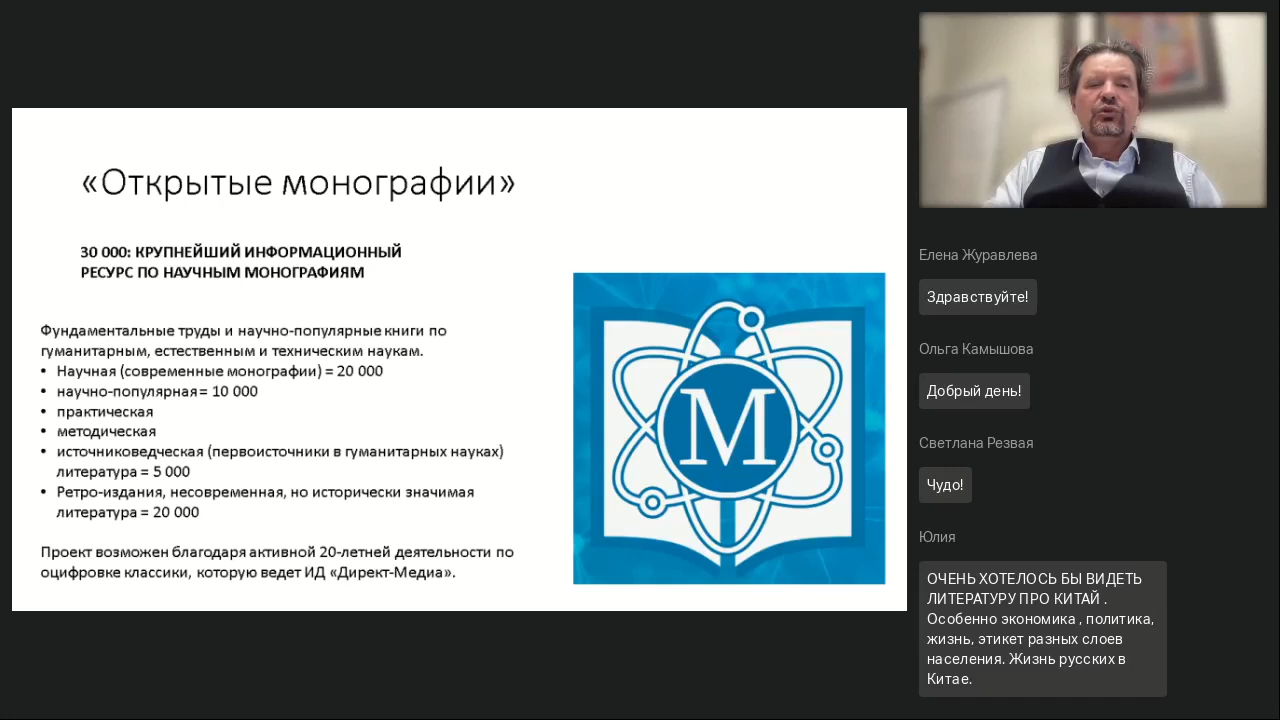 «Открытые монографии»
30 000: КРУПНЕЙШИЙ ИНФОРМАЦИОННЫЙ
РЕСУРС ПО НАУЧНЫМ МОНОГРАФИЯМ
Фундаментальные труды и научно-популярные книги по
гуманитарным, естественным и техническим наукам.
• Научная (современные монографии) = 20 000
• научно-популярная = 10 000
• практическая
• методическая
• источниковедческая (первоисточники в гуманитарных науках)
литература = 5 000
• Ретро-издания, несовременная, но исторически значимая
литература = 20 000
Проект возможен благодаря активной 20-летней деятельности по
оцифровке классики, которую ведет ИД «Директ-Медиа».
М
Елена Журавлева
Здравствуйте!
Ольга Камышова
Добрый день!
Светлана Резвая
Чудо!
Юлия
ОЧЕНЬ ХОТЕЛОСЬ БЫ ВИДЕТЬ
ЛИТЕРАТУРУ ПРО КИТАЙ .
Особенно экономика , политика,
жизнь, этикет разных слоев
населения. Жизнь русских в
Китае.